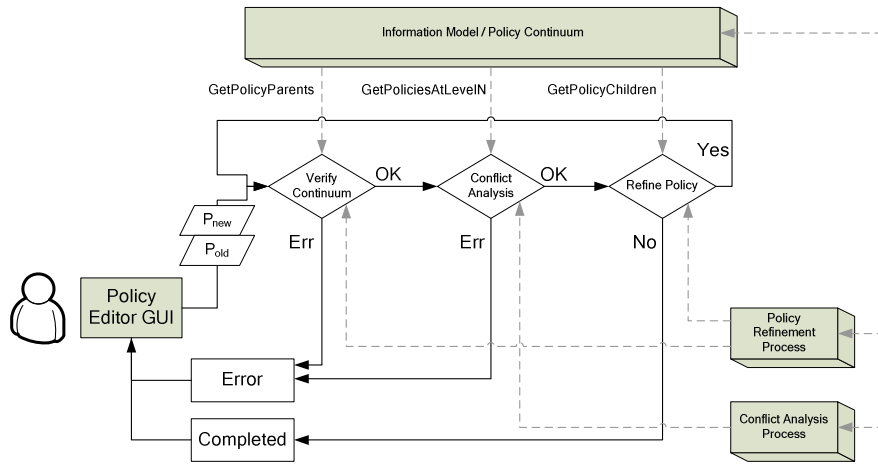 Information Model / Policy Continuum
GetPolicyParents
GetPoliciesAtLevelN
GetPolicyChildren
Yes
Verify
Continuum
OK
Conflict
Analysis
OK
Refine Policy
Pnew
Pold
Err
Err
No
Policy
Editor GUI
Policy
Refinement
Process
Error
Conflict Analysis
Process
Completed